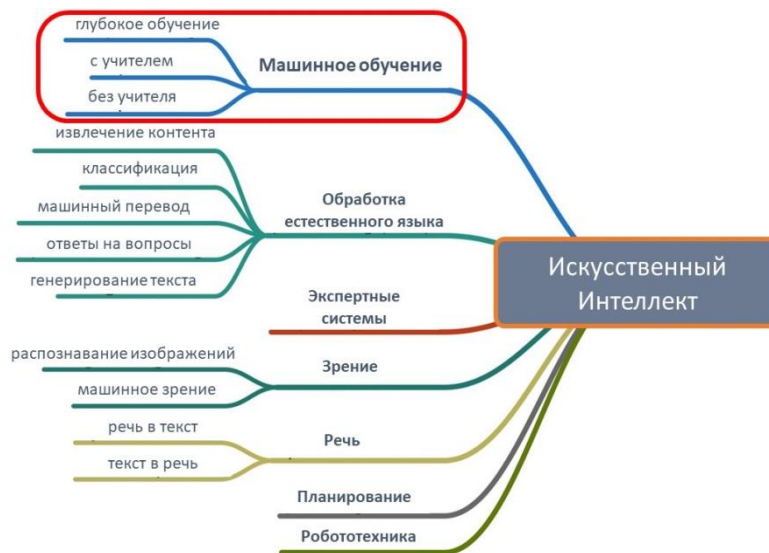 глубокое обучение
с учителем
без учителя
Машинное обучение
извлечение контента
классификация
машинный перевод
ответы на вопросы
генерирование текста
Обработка
естественного языка
Экспертные
системы
распознавание изображений
машинное зрение
Зрение
речь в текст
текст в речь
Речь
Планирование
Робототехника
Искусственный
Интеллект